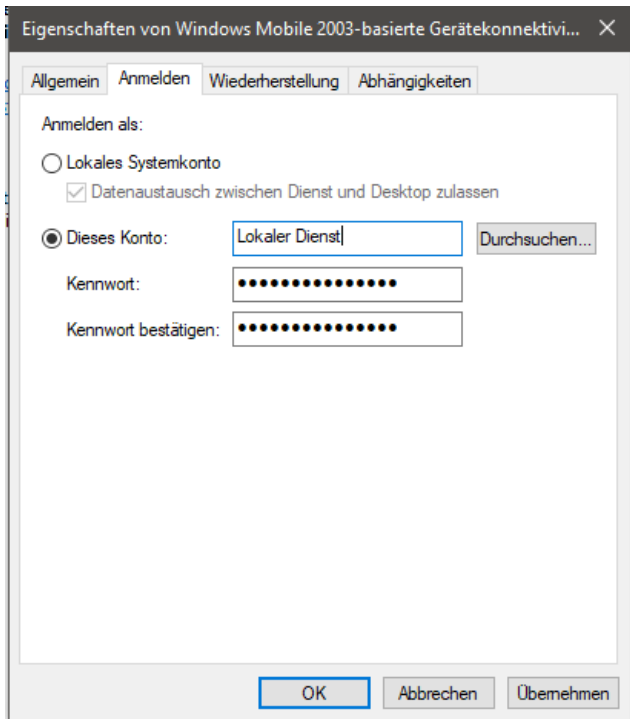 Eigenschaften von Windows Mobile 2003-basierte Gerätekonnektivi...
Allgemein Anmelden Wiederherstellung Abhängigkeiten
Anmelden als:
Lokales Systemkonto
Datenaustausch zwischen Dienst und Desktop zulassen
Dieses Konto: Lokaler Dienst Durchsuchen...
Kennwort: •••••••••••••••
Kennwort bestätigen: •••••••••••••••
OK Abbrechen Übernehmen